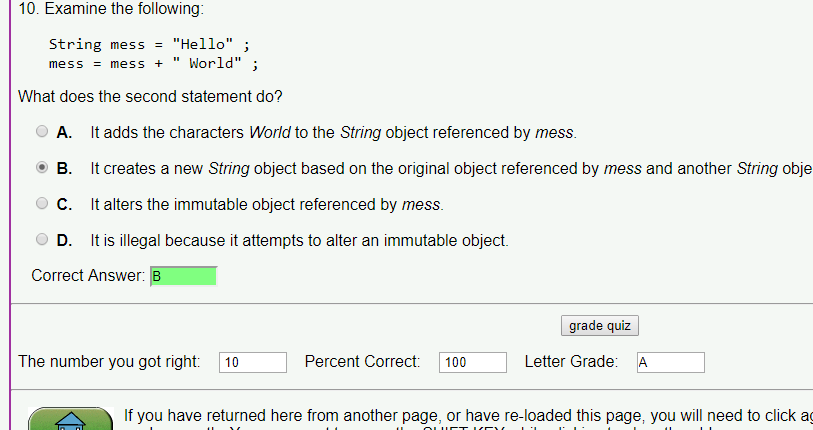 10. Examine the following:
String mess = "Hello" ;
mess = mess + " World" ;
What does the second statement do?
A. It adds the characters World to the String object referenced by mess.
B. It creates a new String object based on the original object referenced by mess and another String obje
C. It alters the immutable object referenced by mess.
D. It is illegal because it attempts to alter an immutable object.
Correct Answer: B
grade quiz
The number you got right: 10 Percent Correct: 100 Letter Grade: A
If you have returned here from another page, or have re-loaded this page, you will need to click ag